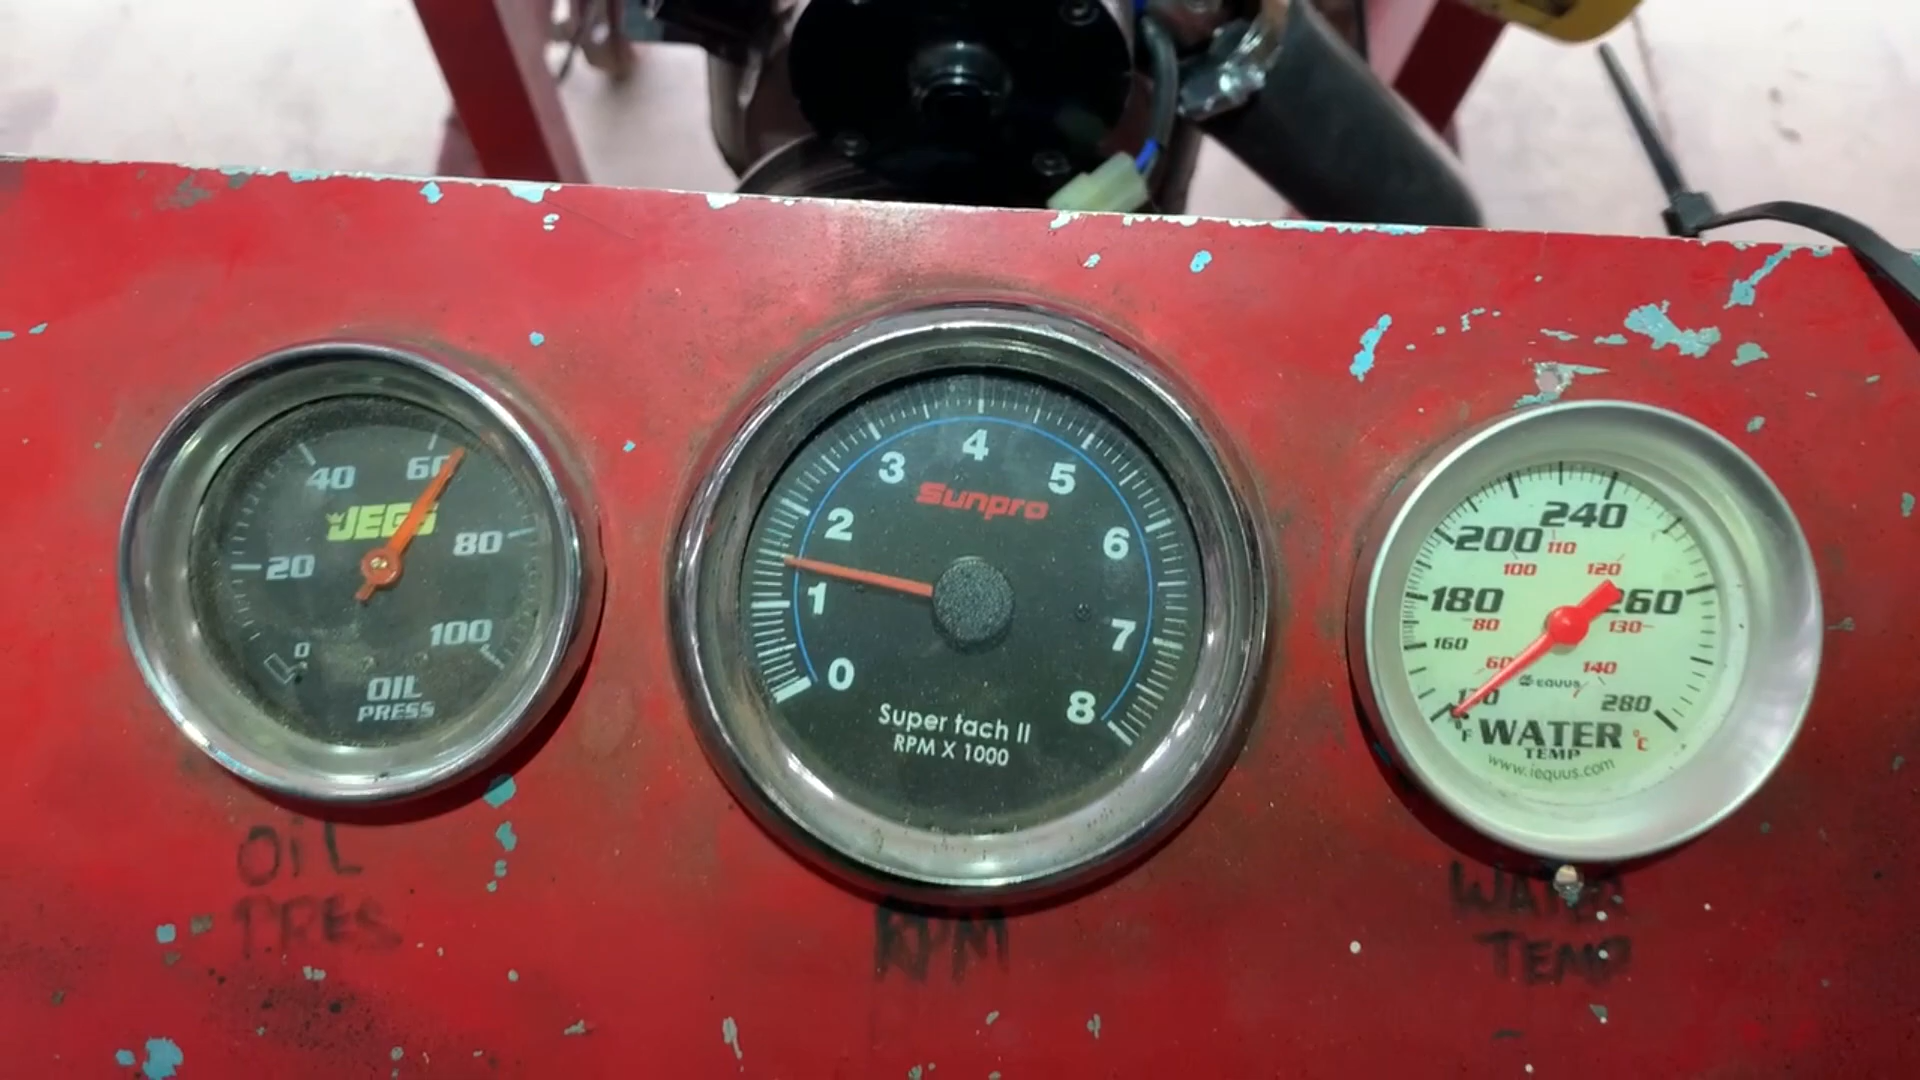 40
60
JEGS
20
80
0
100
OIL
PRESS
4
3
5
Sunpro
2
6
1
7
0
8
Super tach II
RPM X 1000
240
200
110
100
120
180
260
80
130
160
60
140
EQUUS
280
°F
WATER
°C
TEMP
www.iequus.com
OIL
PRES
RPM
WATER
TEMP